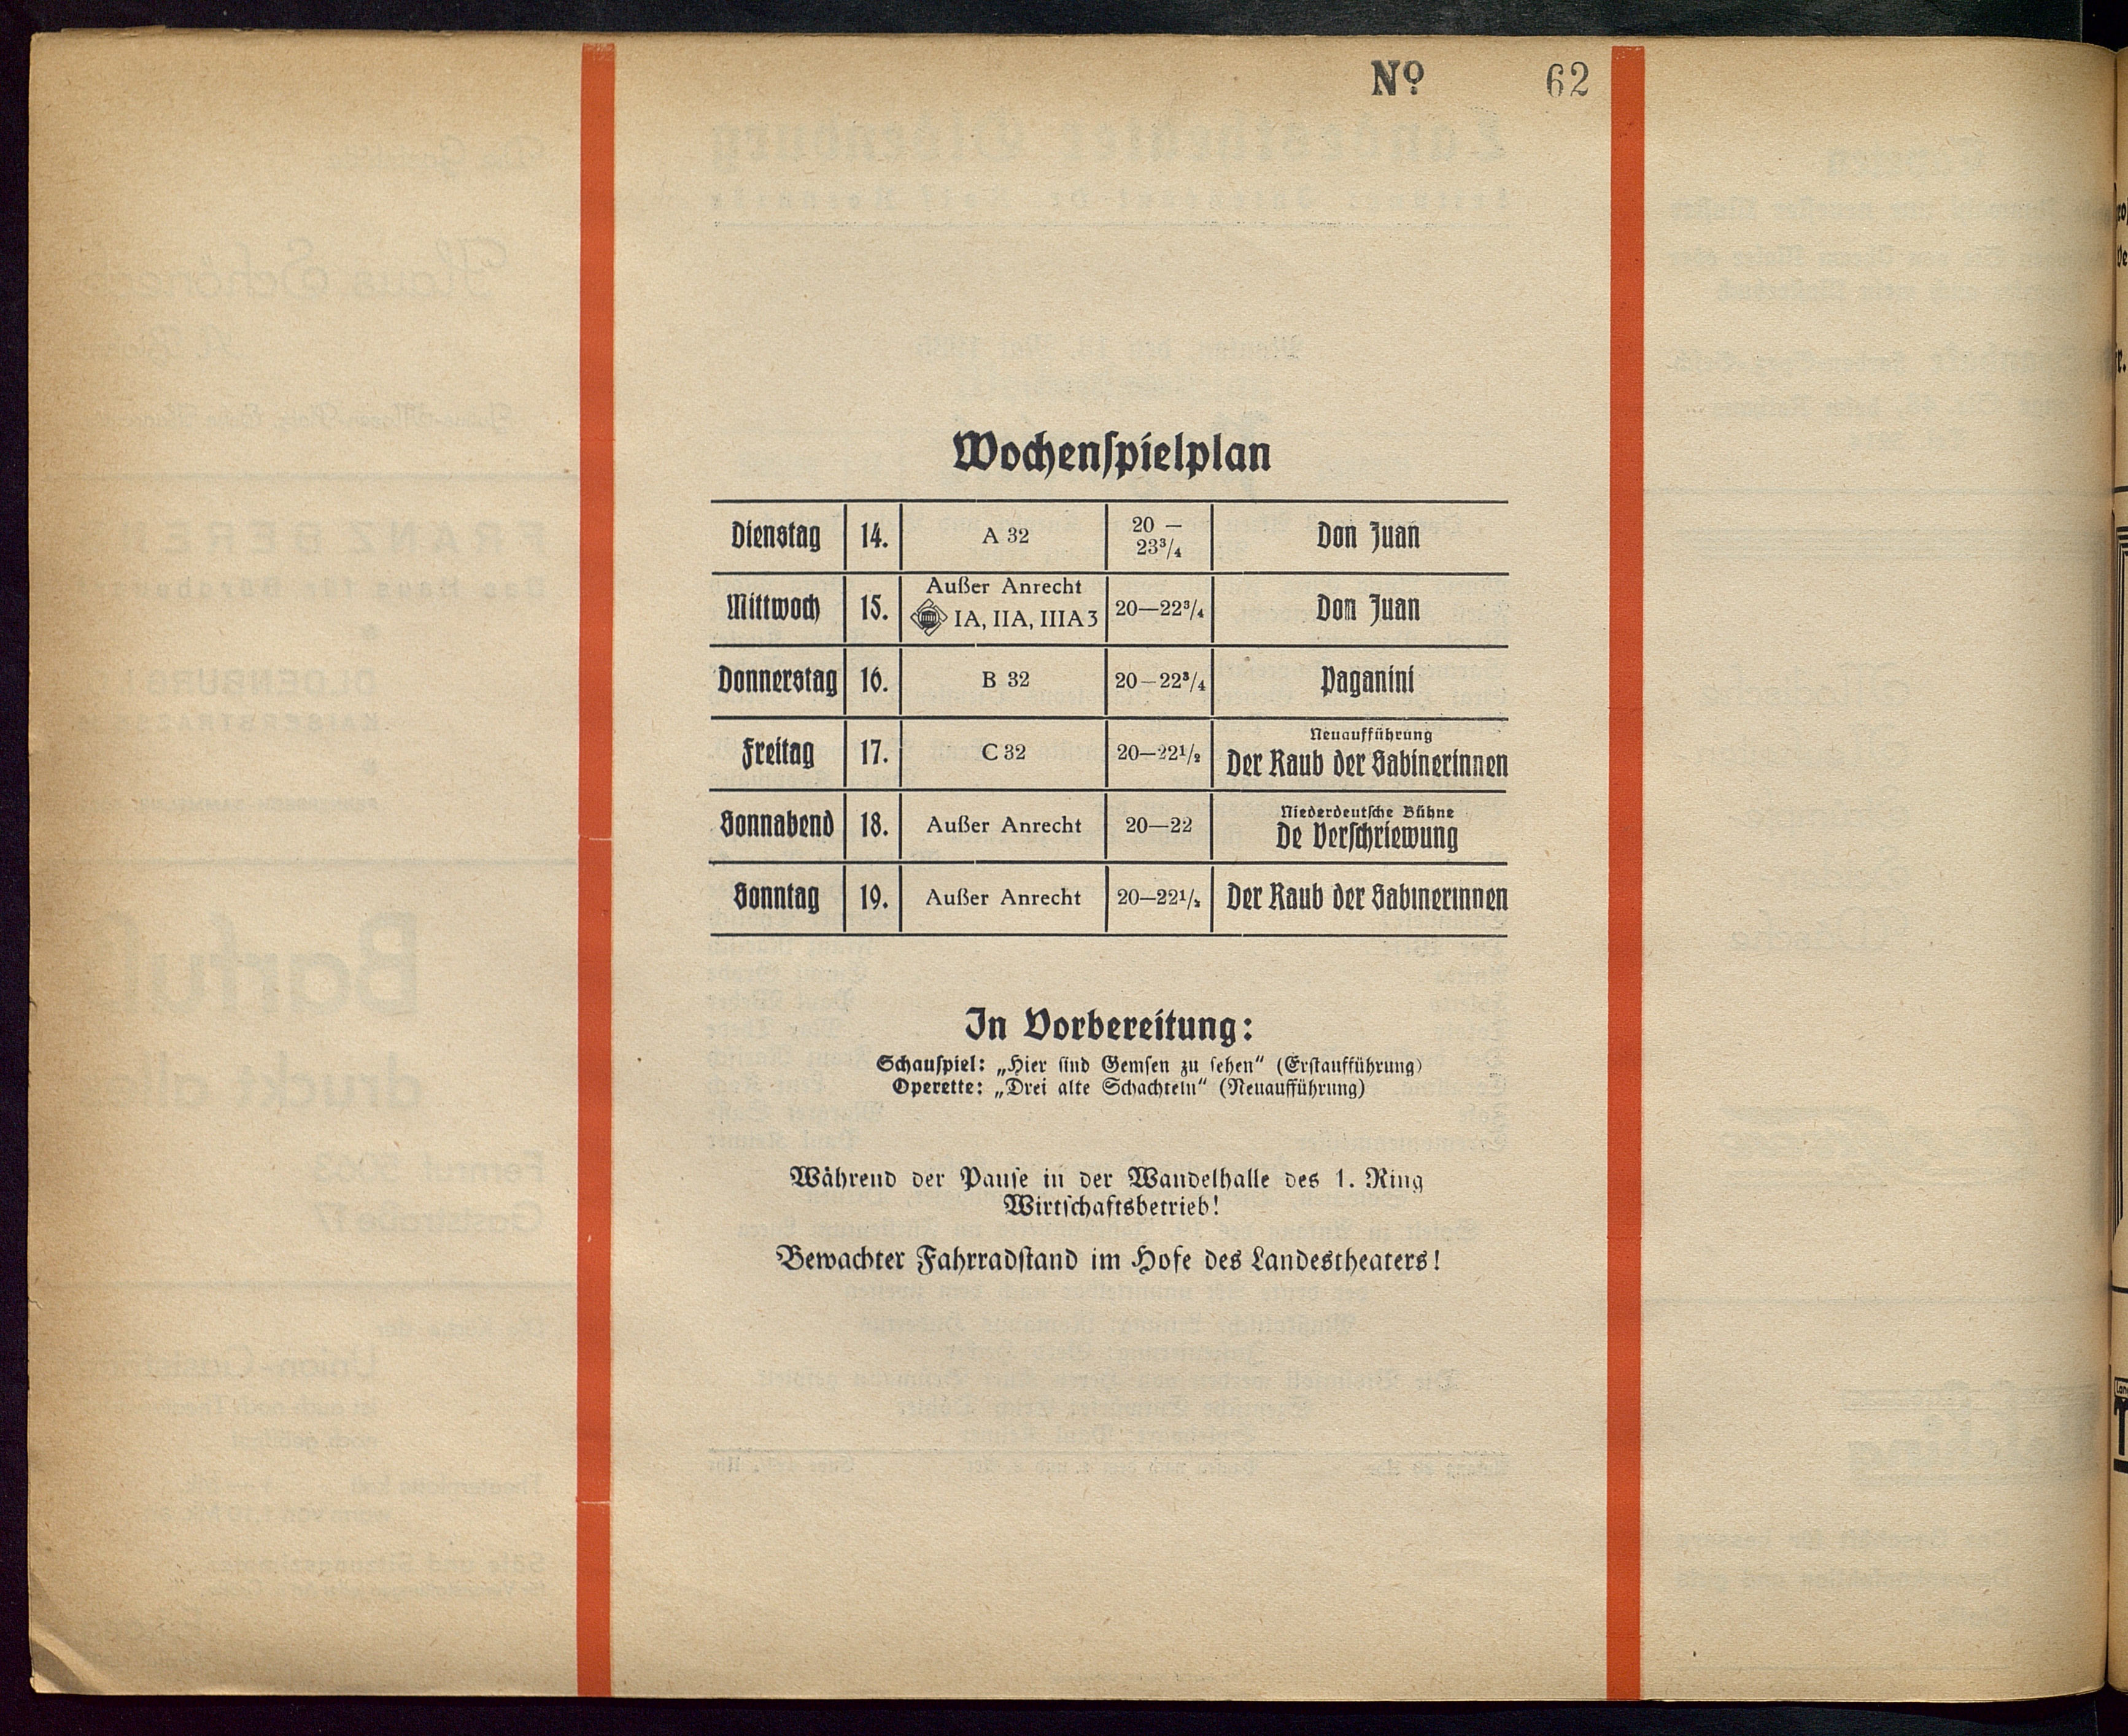 Nº 62
Wochenspielplan
Dienstag 14. A 32 20 — 23³/₄ Don Juan
Mittwoch 15. Außer Anrecht IA, IIA, IIIA3 20—22³/₄ Don Juan
Donnerstag 16. B 32 20—22³/₄ Paganini
Freitag 17. C 32 20—22¹/₂ Neuaufführung Der Raub der Sabinerinnen
Sonnabend 18. Außer Anrecht 20—22 Niederdeutsche Bühne De Verschriewung
Sonntag 19. Außer Anrecht 20—22¹/₂ Der Raub der Sabinerinnen
In Vorbereitung:
Schauspiel: „Hier sind Gemsen zu sehen“ (Erstaufführung)
Operette: „Drei alte Schachteln“ (Neuaufführung)
Während der Pause in der Wandelhalle des 1. Ring
Wirtschaftsbetrieb!
Bewachter Fahrradstand im Hofe des Landestheaters!